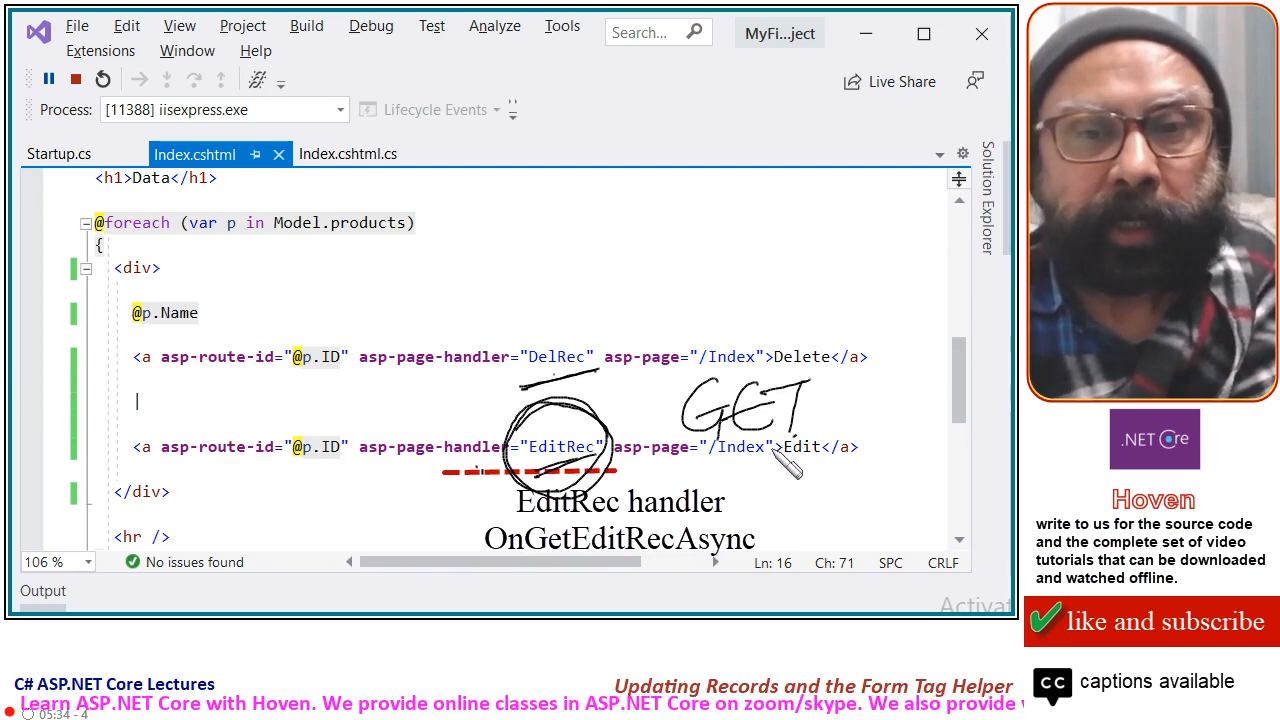 File Edit View Project Build Debug Test Analyze Tools Search... MyFi...ject
Extensions Window Help
Live Share
Process: [11388] iisexpress.exe Lifecycle Events
Startup.cs Index.cshtml Index.cshtml.cs
Solution Explorer
<h1>Data</h1>
@foreach (var p in Model.products)
{
<div>
@p.Name
<a asp-route-id="@p.ID" asp-page-handler="DelRec" asp-page="/Index">Delete</a>
|
GET
<a asp-route-id="@p.ID" asp-page-handler="EditRec" asp-page="/Index">Edit</a>
</div>
EditRec handler
OnGetEditRecAsync
<hr />
106 % No issues found Ln: 16 Ch: 71 SPC CRLF
Output
.NET Core
Hoven
write to us for the source code
and the complete set of video
tutorials that can be downloaded
and watched offline.
like and subscribe
CC captions available
C# ASP.NET Core Lectures
Updating Records and the Form Tag Helper
Learn ASP.NET Core with Hoven. We provide online classes in ASP.NET Core on zoom/skype. We also provide
05:34 - 4